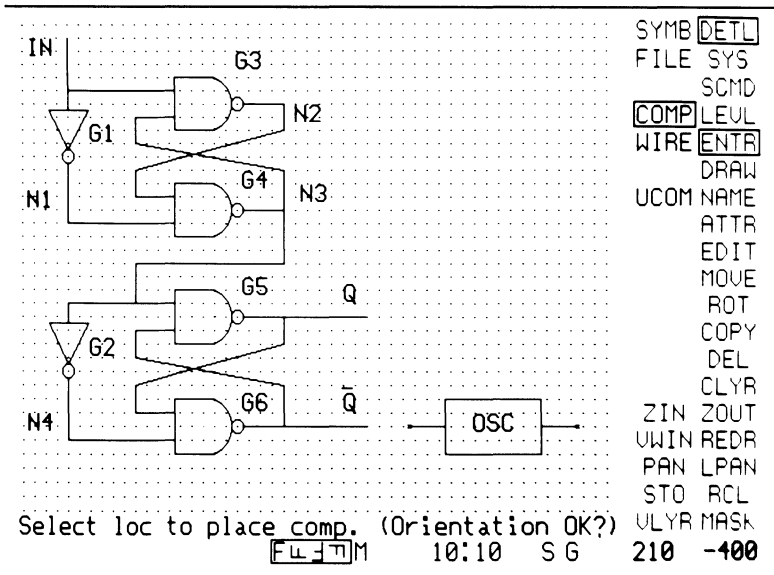 IN
G3
G1
N2
G4
N1
N3
G5
Q
G2
G6
Q̄
N4
OSC
SYMB DETL
FILE SYS
SCMD
COMP LEVL
WIRE ENTR
DRAW
UCOM NAME
ATTR
EDIT
MOVE
ROT
COPY
DEL
CLYR
ZIN ZOUT
VWIN REDR
PAN LPAN
STO RCL
VLYR MASK
Select loc to place comp. (Orientation OK?)
M 10:10 S G 210 -400